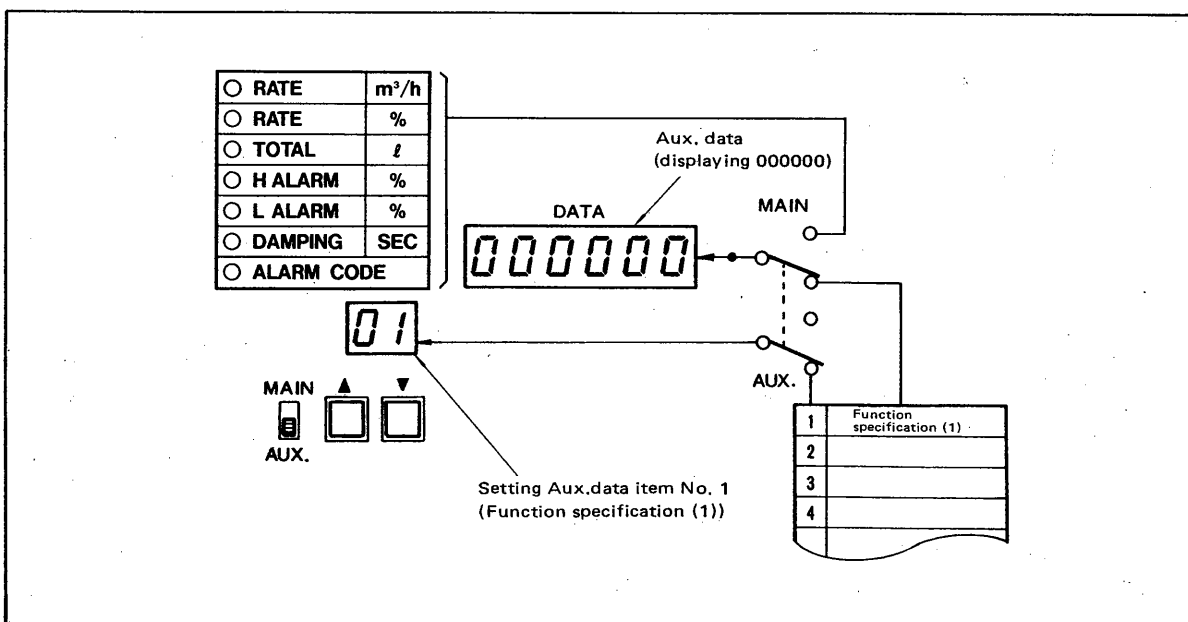 RATE m³/h
RATE %
TOTAL ℓ
H ALARM %
L ALARM %
DAMPING SEC
ALARM CODE
Aux. data
(displaying 000000)
DATA
MAIN
000000
01
AUX.
MAIN ▲ ▼
AUX.
1 Function
specification (1)
2
3
4
Setting Aux.data item No. 1
(Function specification (1))